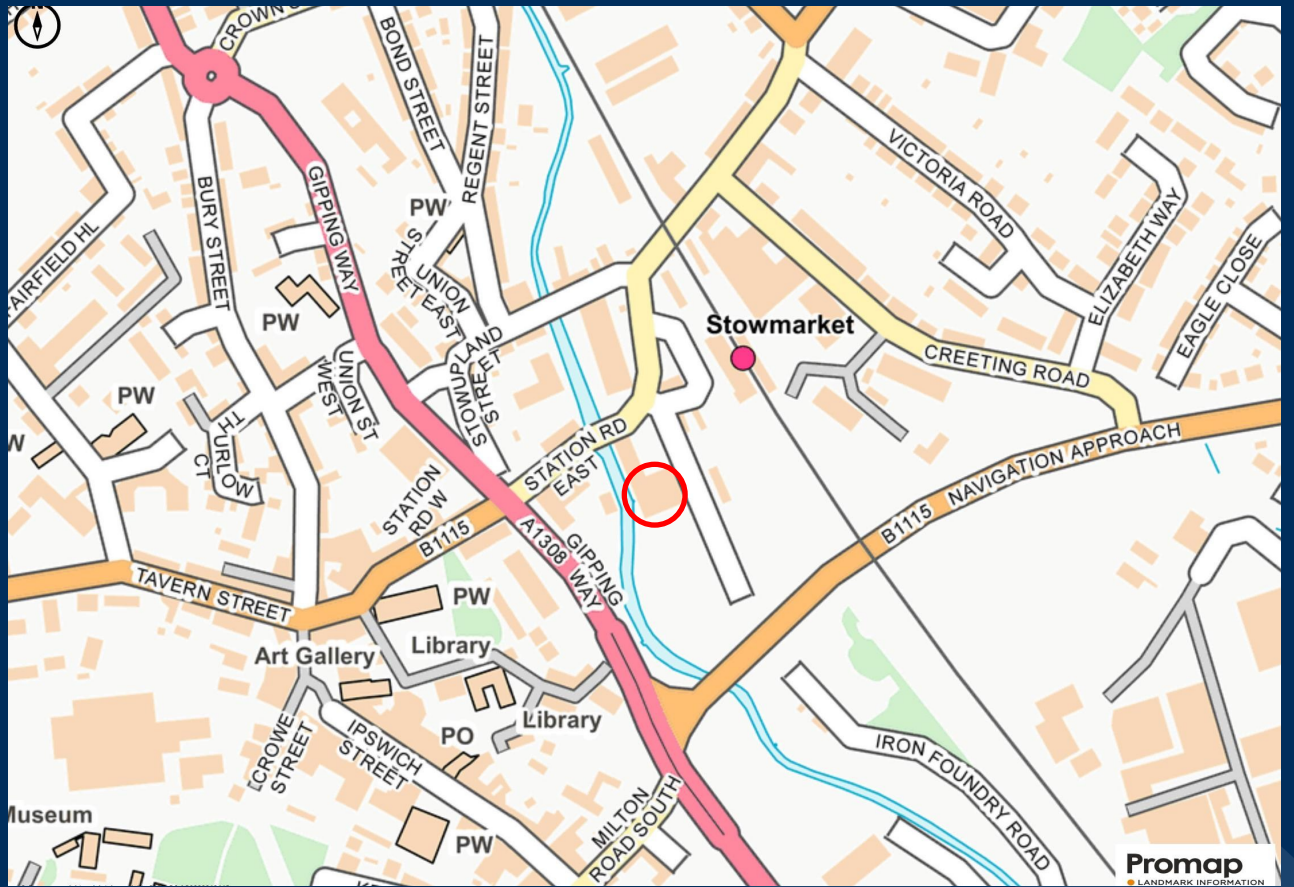 N
CROWN S
BOND STREET
REGENT STREET
VICTORIA ROAD
ELIZABETH WAY
EAGLE CLOSE
FAIRFIELD HL
BURY STREET
GIPPING WAY
PW
UNION
STREET EAST
PW
Stowmarket
CREETING ROAD
UNION ST
WEST
STOWUPLAND
STREET
PW
W
THURLOW
CT
STATION RD
EAST
NAVIGATION APPROACH
B1115
STATION
RD W
B1115
A1308
GIPPING
WAY
TAVERN STREET
PW
Art Gallery
Library
Library
PO
CROWE
STREET
IPSWICH
STREET
IRON FOUNDRY ROAD
MILTON
ROAD SOUTH
Museum
PW
Promap
LANDMARK INFORMATION